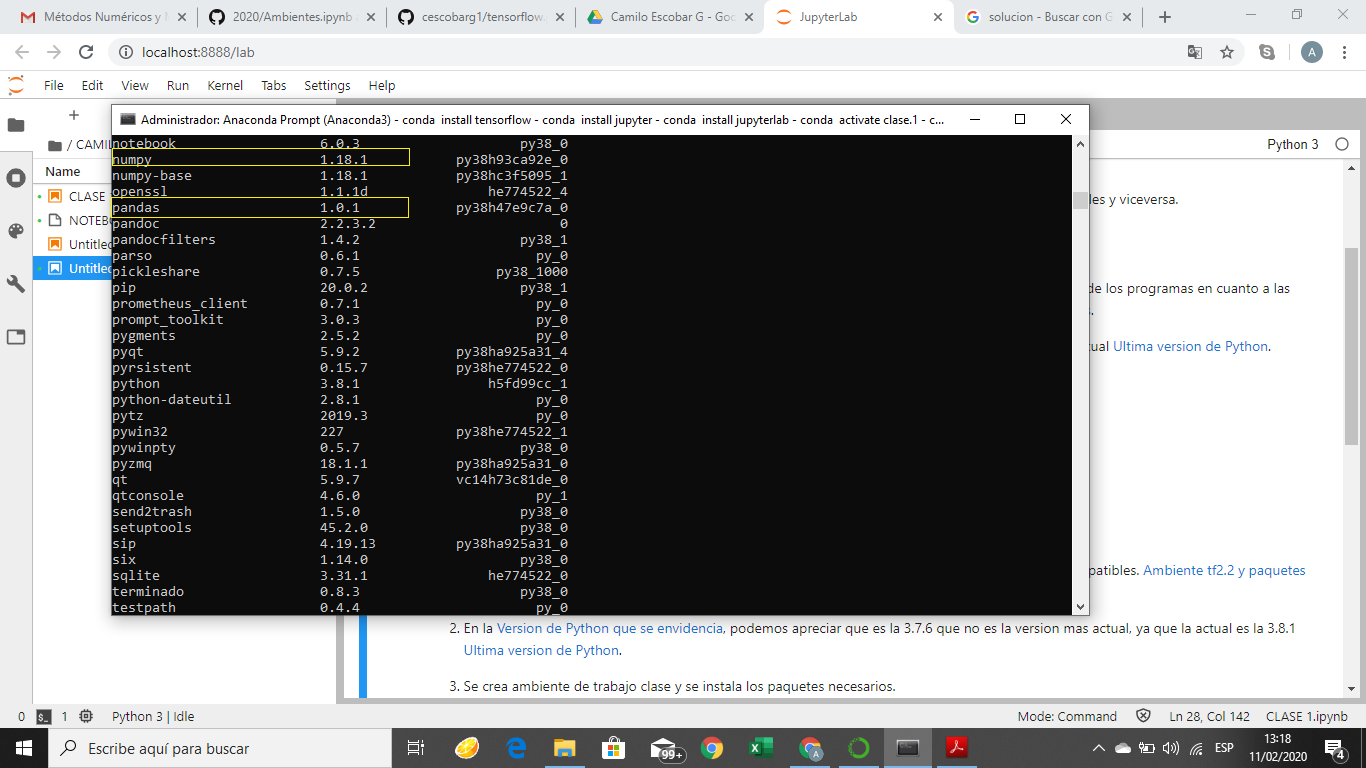 Métodos Numéricos y M
2020/Ambientes.ipynb
cescobarg1/tensorflow.
Camilo Escobar G - Goo
JupyterLab
solucion - Buscar con G
localhost:8888/lab
A
File Edit View Run Kernel Tabs Settings Help
Administrador: Anaconda Prompt (Anaconda3) - conda install tensorflow - conda install jupyter - conda install jupyterlab - conda activate clase.1 - c...
/ CAMIL
Name
CLASE
NOTEB
Untitled
Untitled
Python 3
notebook 6.0.3 py38_0
numpy 1.18.1 py38h93ca92e_0
numpy-base 1.18.1 py38hc3f5095_1
openssl 1.1.1d he774522_4
pandas 1.0.1 py38h47e9c7a_0
pandoc 2.2.3.2 0
pandocfilters 1.4.2 py38_1
parso 0.6.1 py_0
pickleshare 0.7.5 py38_1000
pip 20.0.2 py38_1
prometheus_client 0.7.1 py_0
prompt_toolkit 3.0.3 py_0
pygments 2.5.2 py_0
pyqt 5.9.2 py38ha925a31_4
pyrsistent 0.15.7 py38he774522_0
python 3.8.1 h5fd99cc_1
python-dateutil 2.8.1 py_0
pytz 2019.3 py_0
pywin32 227 py38he774522_1
pywinpty 0.5.7 py38_0
pyzmq 18.1.1 py38ha925a31_0
qt 5.9.7 vc14h73c81de_0
qtconsole 4.6.0 py_1
send2trash 1.5.0 py38_0
setuptools 45.2.0 py38_0
sip 4.19.13 py38ha925a31_0
six 1.14.0 py38_0
sqlite 3.31.1 he774522_0
terminado 0.8.3 py38_0
testpath 0.4.4 py_0
les y viceversa.
de los programas en cuanto a las
s.
tual Ultima version de Python.
patibles. Ambiente tf2.2 y paquetes
2. En la Version de Python que se envidencia, podemos apreciar que es la 3.7.6 que no es la version mas actual, ya que la actual es la 3.8.1
Ultima version de Python.
3. Se crea ambiente de trabajo clase y se instala los paquetes necesarios.
0 1 Python 3 | Idle
Mode: Command Ln 28, Col 142 CLASE 1.ipynb
Escribe aquí para buscar
99+
A
ESP
13:18
11/02/2020
4